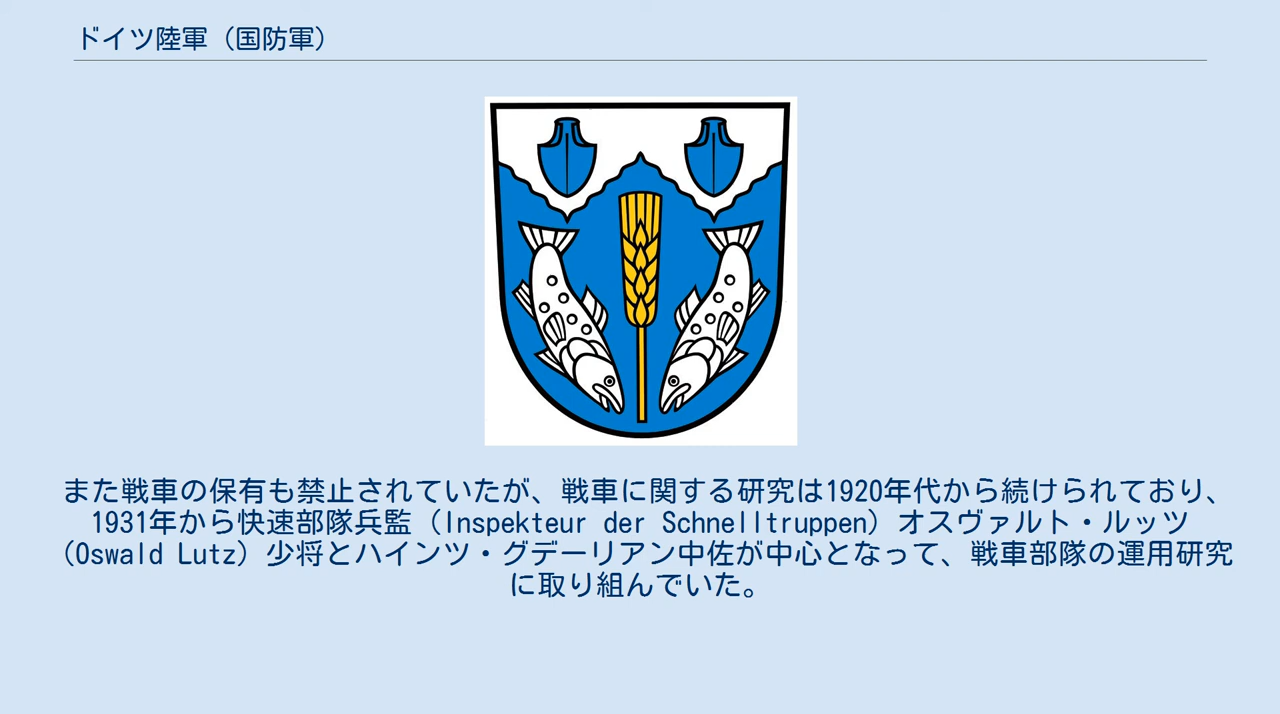 ドイツ陸軍（国防軍）
また戦車の保有も禁止されていたが、戦車に関する研究は1920年代から続けられており、
1931年から快速部隊兵監（Inspekteur der Schnelltruppen）オスヴァルト・ルッツ
（Oswald Lutz）少将とハインツ・グデーリアン中佐が中心となって、戦車部隊の運用研究
に取り組んでいた。